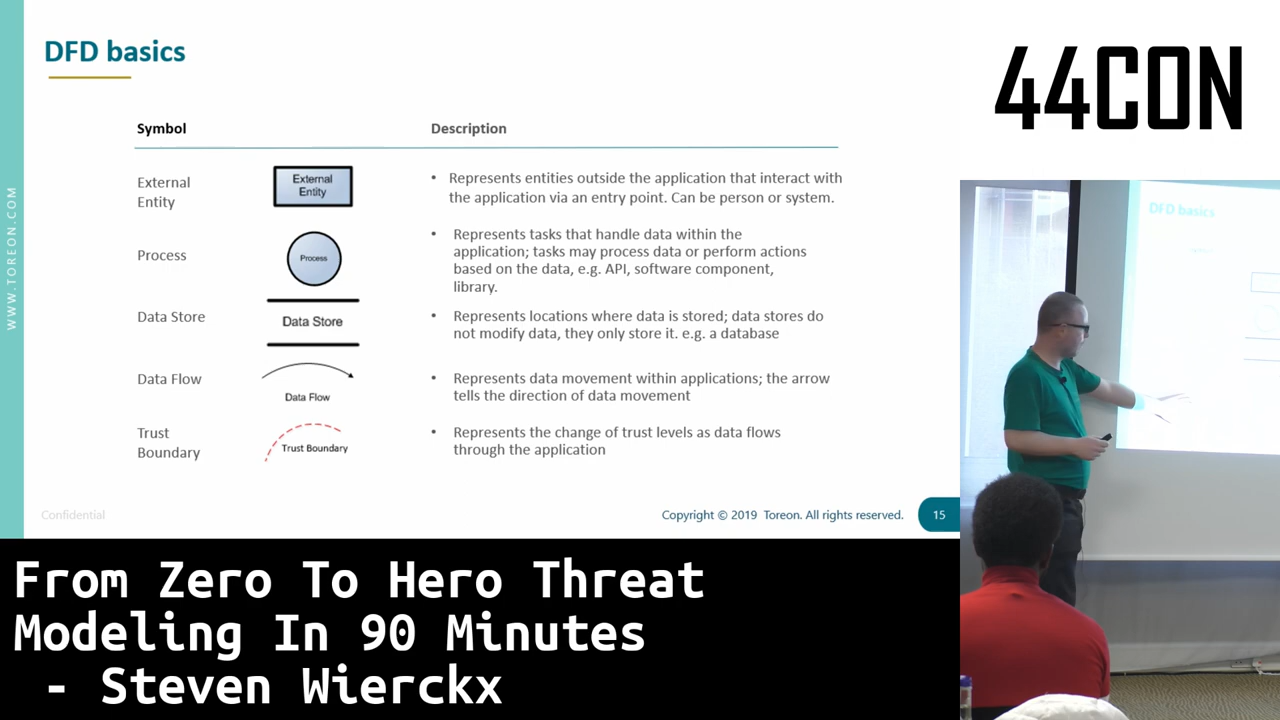 DFD basics
44CON
Symbol
Description
External
Entity
External
Entity
• Represents entities outside the application that interact with
the application via an entry point. Can be person or system.
Process
Process
• Represents tasks that handle data within the
application; tasks may process data or perform actions
based on the data, e.g. API, software component,
library.
Data Store
Data Store
• Represents locations where data is stored; data stores do
not modify data, they only store it. e.g. a database
Data Flow
Data Flow
• Represents data movement within applications; the arrow
tells the direction of data movement
Trust
Boundary
Trust Boundary
• Represents the change of trust levels as data flows
through the application
WWW.TOREON.COM
Confidential
Copyright © 2019 Toreon. All rights reserved.
15
DFD basics
From Zero To Hero Threat
Modeling In 90 Minutes
- Steven Wierckx